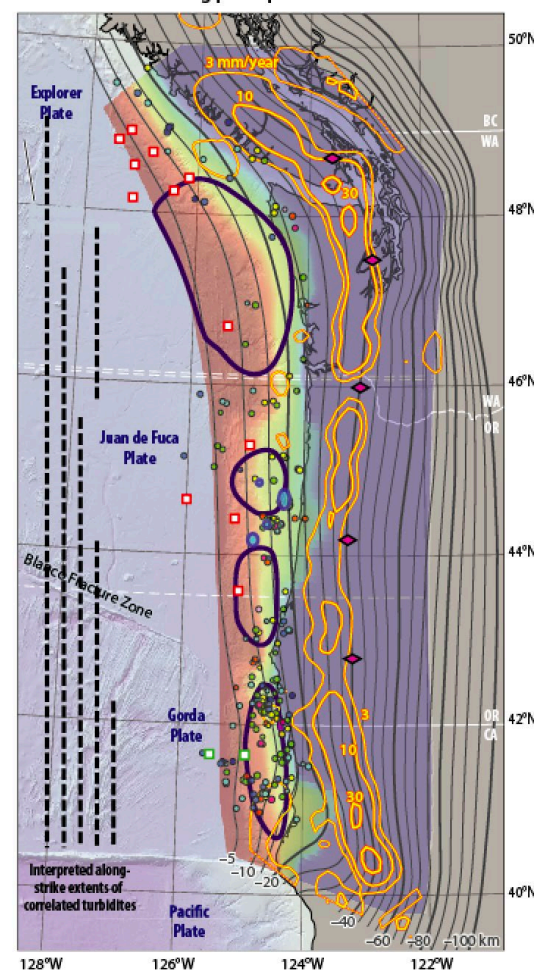 50°N
3 mm/year
Explorer
Plate
10
BC
WA
30
48°N
46°N
WA
OR
Juan de Fuca
Plate
44°N
Blanco Fracture Zone
Gorda
Plate
3
OR
CA
42°N
10
30
Interpreted along-
strike extents of
correlated turbidites
–5
–10
–20
40°N
Pacific
Plate
–40
–60
–80
–100 km
128°W
126°W
124°W
122°W